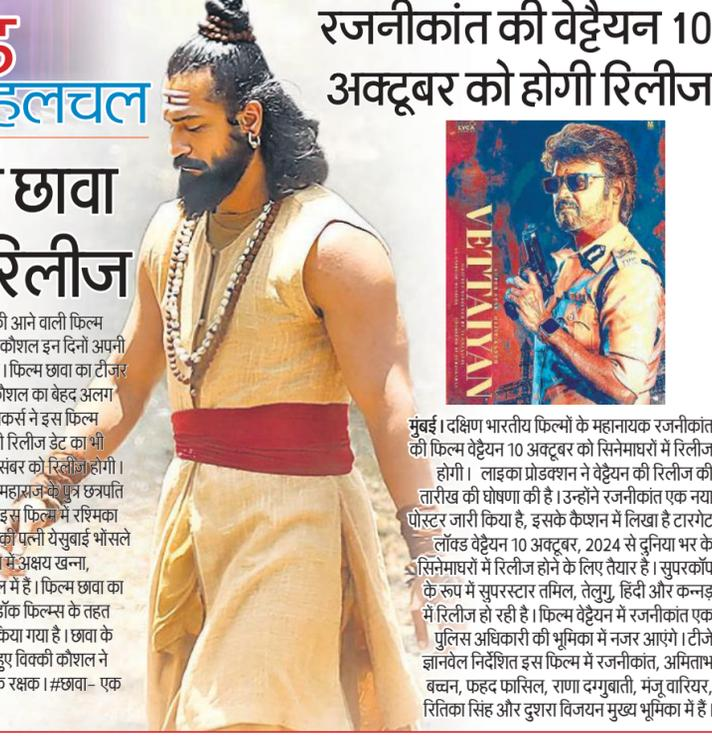 हलचल
छावा
रिलीज
की आने वाली फिल्म
कौशल इन दिनों अपनी
। फिल्म छावा का टीजर
कौशल का बेहद अलग
मेकर्स ने इस फिल्म
रिलीज डेट का भी
को रिलीज होगी।
महाराज के पुत्र छत्रपति
इस फिल्म में रश्मिका
की पत्नी येसुबाई भोंसले
में अक्षय खन्ना,
में हैं। फिल्म छावा का
फिल्म्स के तहत
किया गया है। छावा के
हुए विक्की कौशल ने
रक्षक।#छावा- एक
रजनीकांत की वेट्टैयन 10
अक्टूबर को होगी रिलीज
LYCA
VETTAIYAN
मुंबई। दक्षिण भारतीय फिल्मों के महानायक रजनीकांत
की फिल्म वेट्टैयन 10 अक्टूबर को सिनेमाघरों में रिलीज
होगी। लाइका प्रोडक्शन ने वेट्टैयन की रिलीज की
तारीख की घोषणा की है। उन्होंने रजनीकांत एक नया
पोस्टर जारी किया है, इसके कैप्शन में लिखा है टारगेट
लॉक्ड वेट्टैयन 10 अक्टूबर, 2024 से दुनिया भर के
सिनेमाघरों में रिलीज होने के लिए तैयार है। सुपरकॉप
के रूप में सुपरस्टार तमिल, तेलुगु, हिंदी और कन्नड़
में रिलीज हो रही है। फिल्म वेट्टैयन में रजनीकांत एक
पुलिस अधिकारी की भूमिका में नजर आएंगे। टीजे
ज्ञानवेल निर्देशित इस फिल्म में रजनीकांत, अमिताभ
बच्चन, फहद फासिल, राणा दग्गुबाती, मंजू वारियर,
रितिका सिंह और दुशरा विजयन मुख्य भूमिका में हैं।